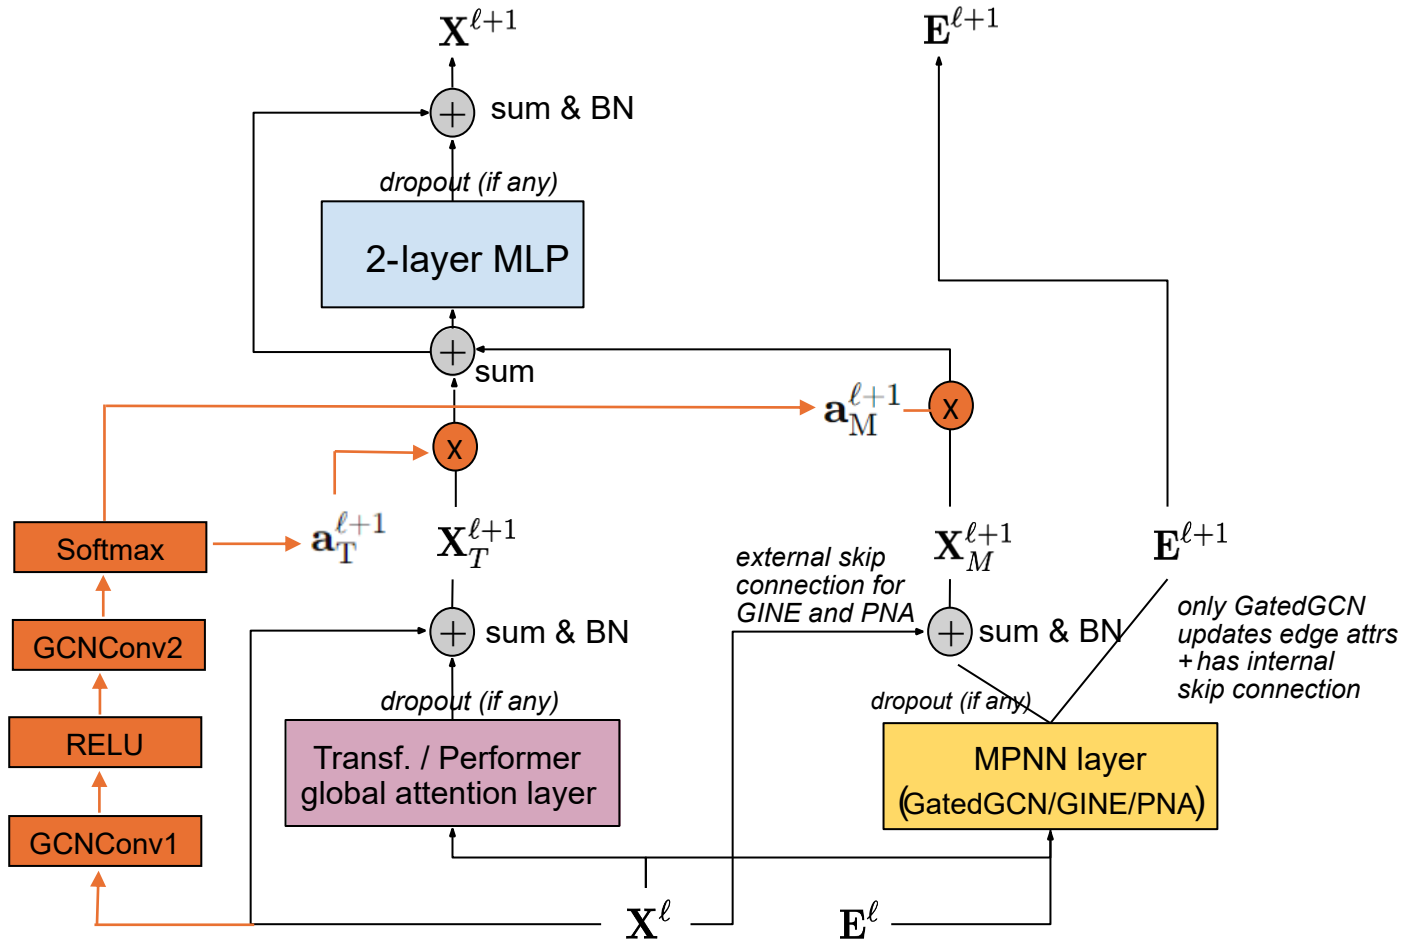 X^{ℓ+1}
E^{ℓ+1}
+
sum & BN
dropout (if any)
2-layer MLP
+
sum
x
a_M^{ℓ+1}
x
Softmax
a_T^{ℓ+1}
X_T^{ℓ+1}
X_M^{ℓ+1}
E^{ℓ+1}
external skip
connection for
GINE and PNA
only GatedGCN
updates edge attrs
+has internal
skip connection
GCNConv2
+
sum & BN
+
sum & BN
dropout (if any)
dropout (if any)
RELU
Transf. / Performer
global attention layer
MPNN layer
(GatedGCN/GINE/PNA)
GCNConv1
X^ℓ
E^ℓ